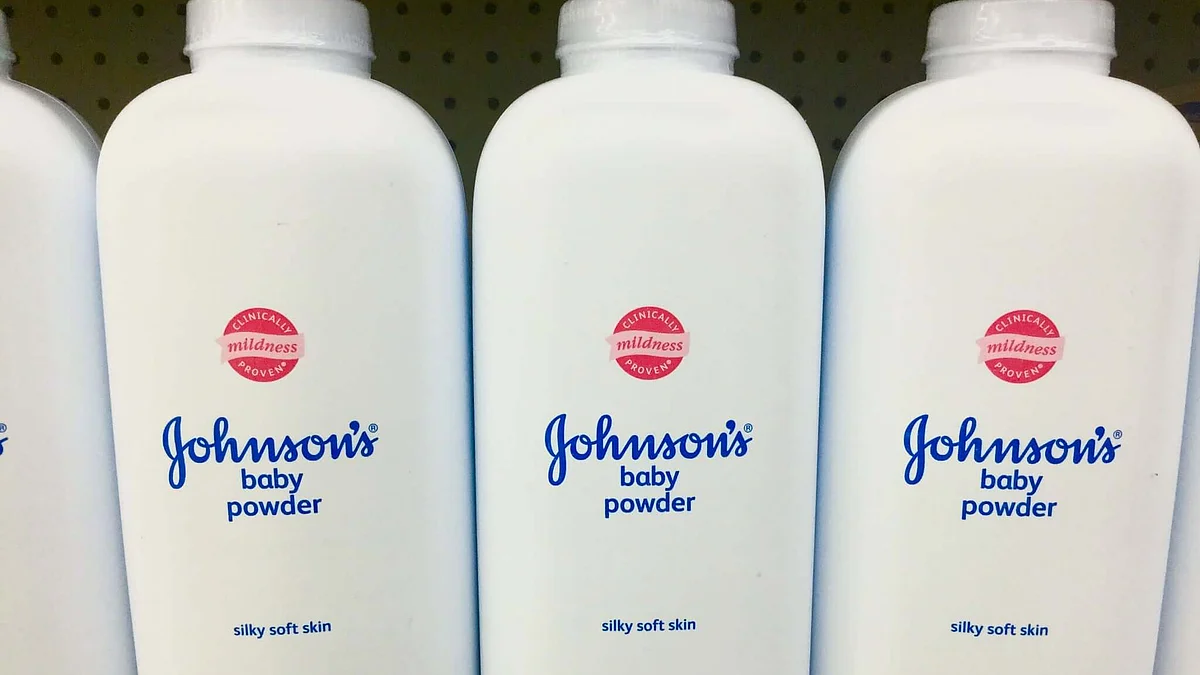 CLINICALLY
mildness
PROVEN®
Johnson's®
baby
powder
silky soft skin
CLINICALLY
mildness
PROVEN®
Johnson's®
baby
powder
silky soft skin
CLINICALLY
mildness
PROVEN®
Johnson's®
baby
powder
silky soft skin